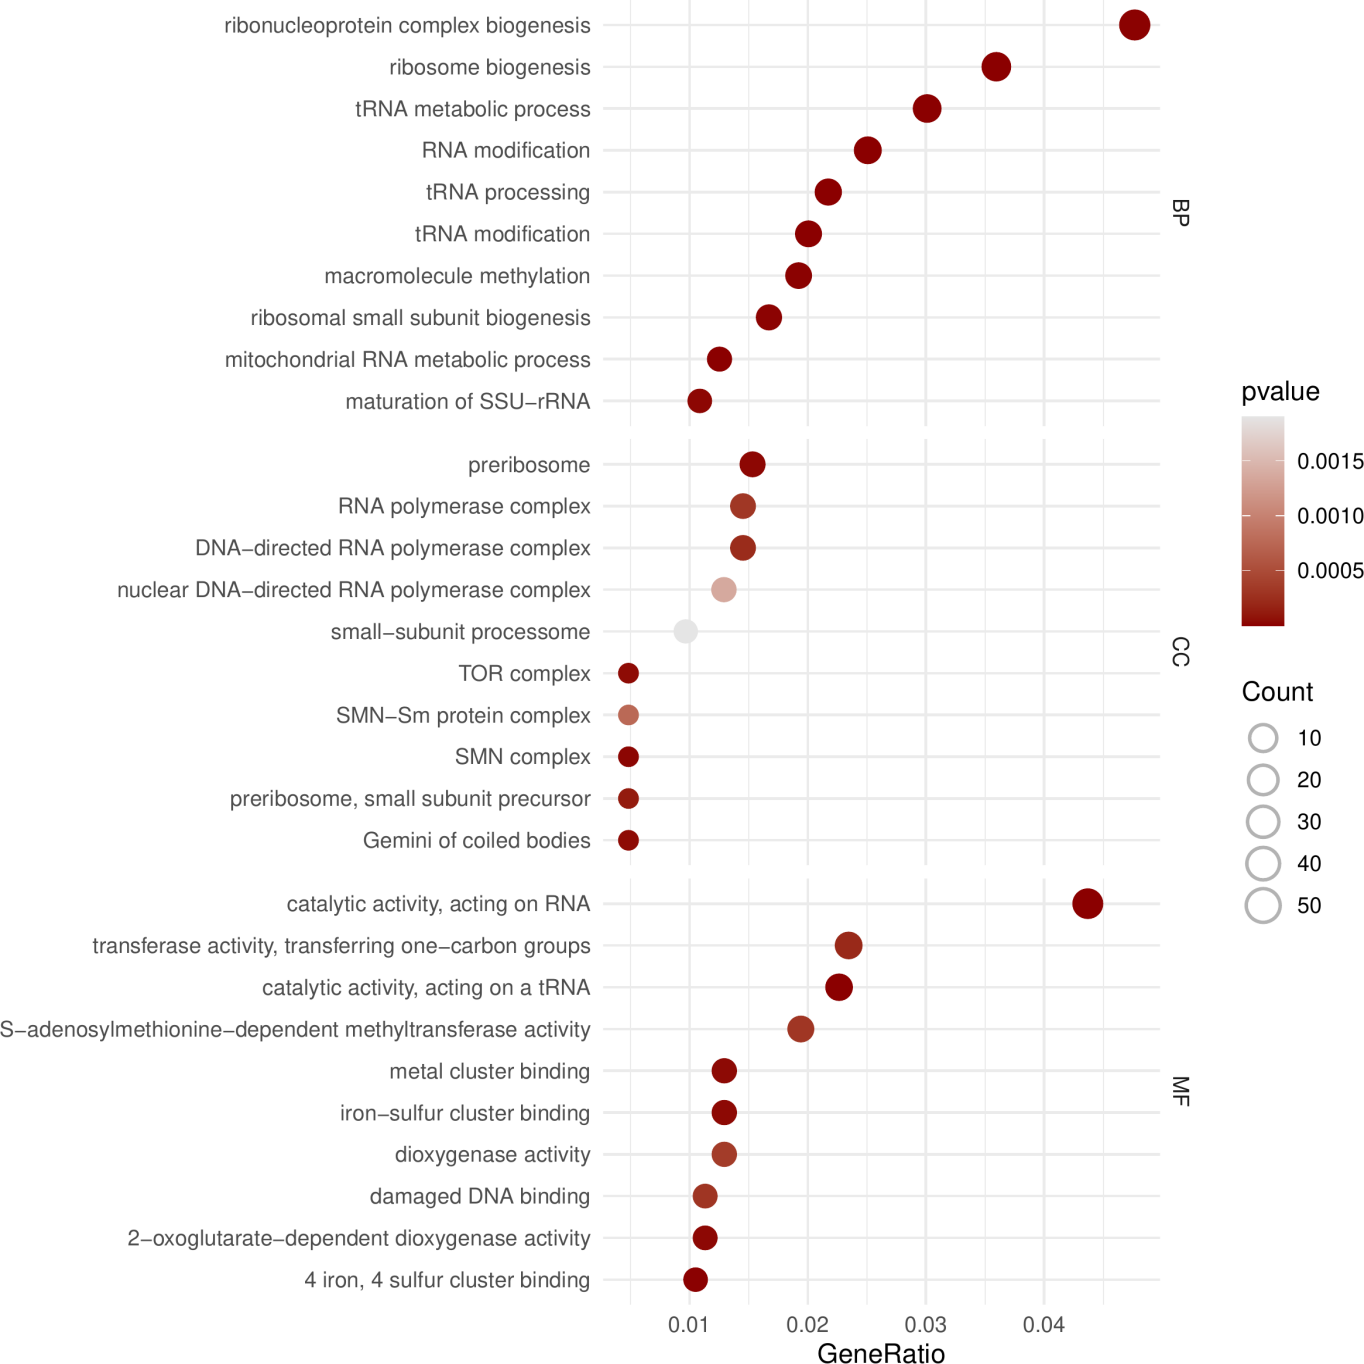 ribonucleoprotein complex biogenesis
ribosome biogenesis
tRNA metabolic process
RNA modification
tRNA processing
tRNA modification
macromolecule methylation
ribosomal small subunit biogenesis
mitochondrial RNA metabolic process
maturation of SSU−rRNA
BP
preribosome
RNA polymerase complex
DNA−directed RNA polymerase complex
nuclear DNA−directed RNA polymerase complex
small−subunit processome
TOR complex
SMN−Sm protein complex
SMN complex
preribosome, small subunit precursor
Gemini of coiled bodies
CC
catalytic activity, acting on RNA
transferase activity, transferring one−carbon groups
catalytic activity, acting on a tRNA
S−adenosylmethionine−dependent methyltransferase activity
metal cluster binding
iron−sulfur cluster binding
dioxygenase activity
damaged DNA binding
2−oxoglutarate−dependent dioxygenase activity
4 iron, 4 sulfur cluster binding
MF
0.01 0.02 0.03 0.04
GeneRatio
pvalue
0.0015
0.0010
0.0005
Count
10
20
30
40
50